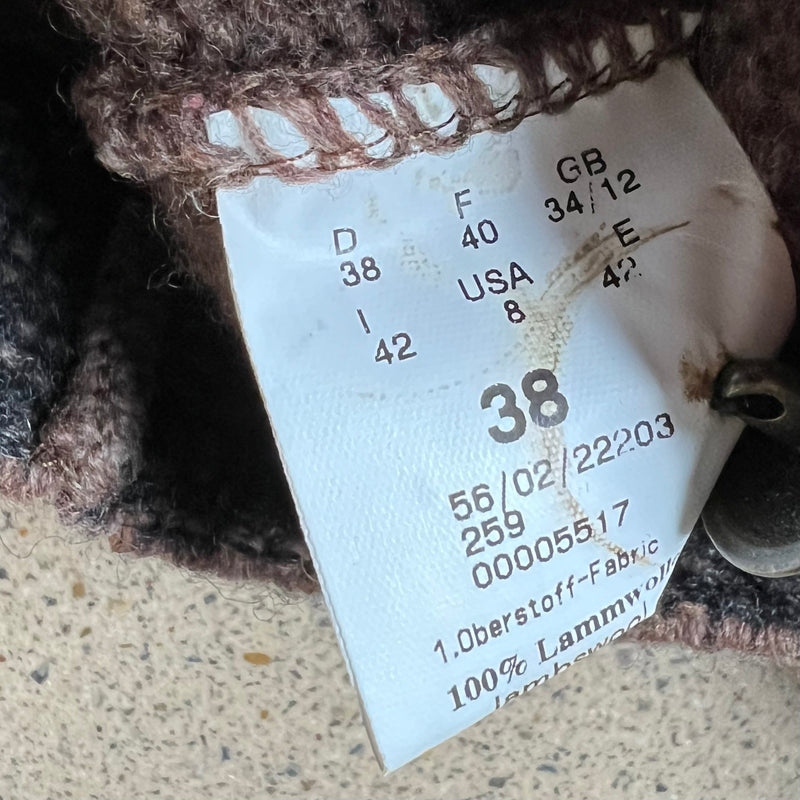 D F GB
38 40 34/12
I USA E
42 8 42
38
56/02/22203
259
00005517
1.Oberstoff-Fabric
100% Lammwolle
lambswool